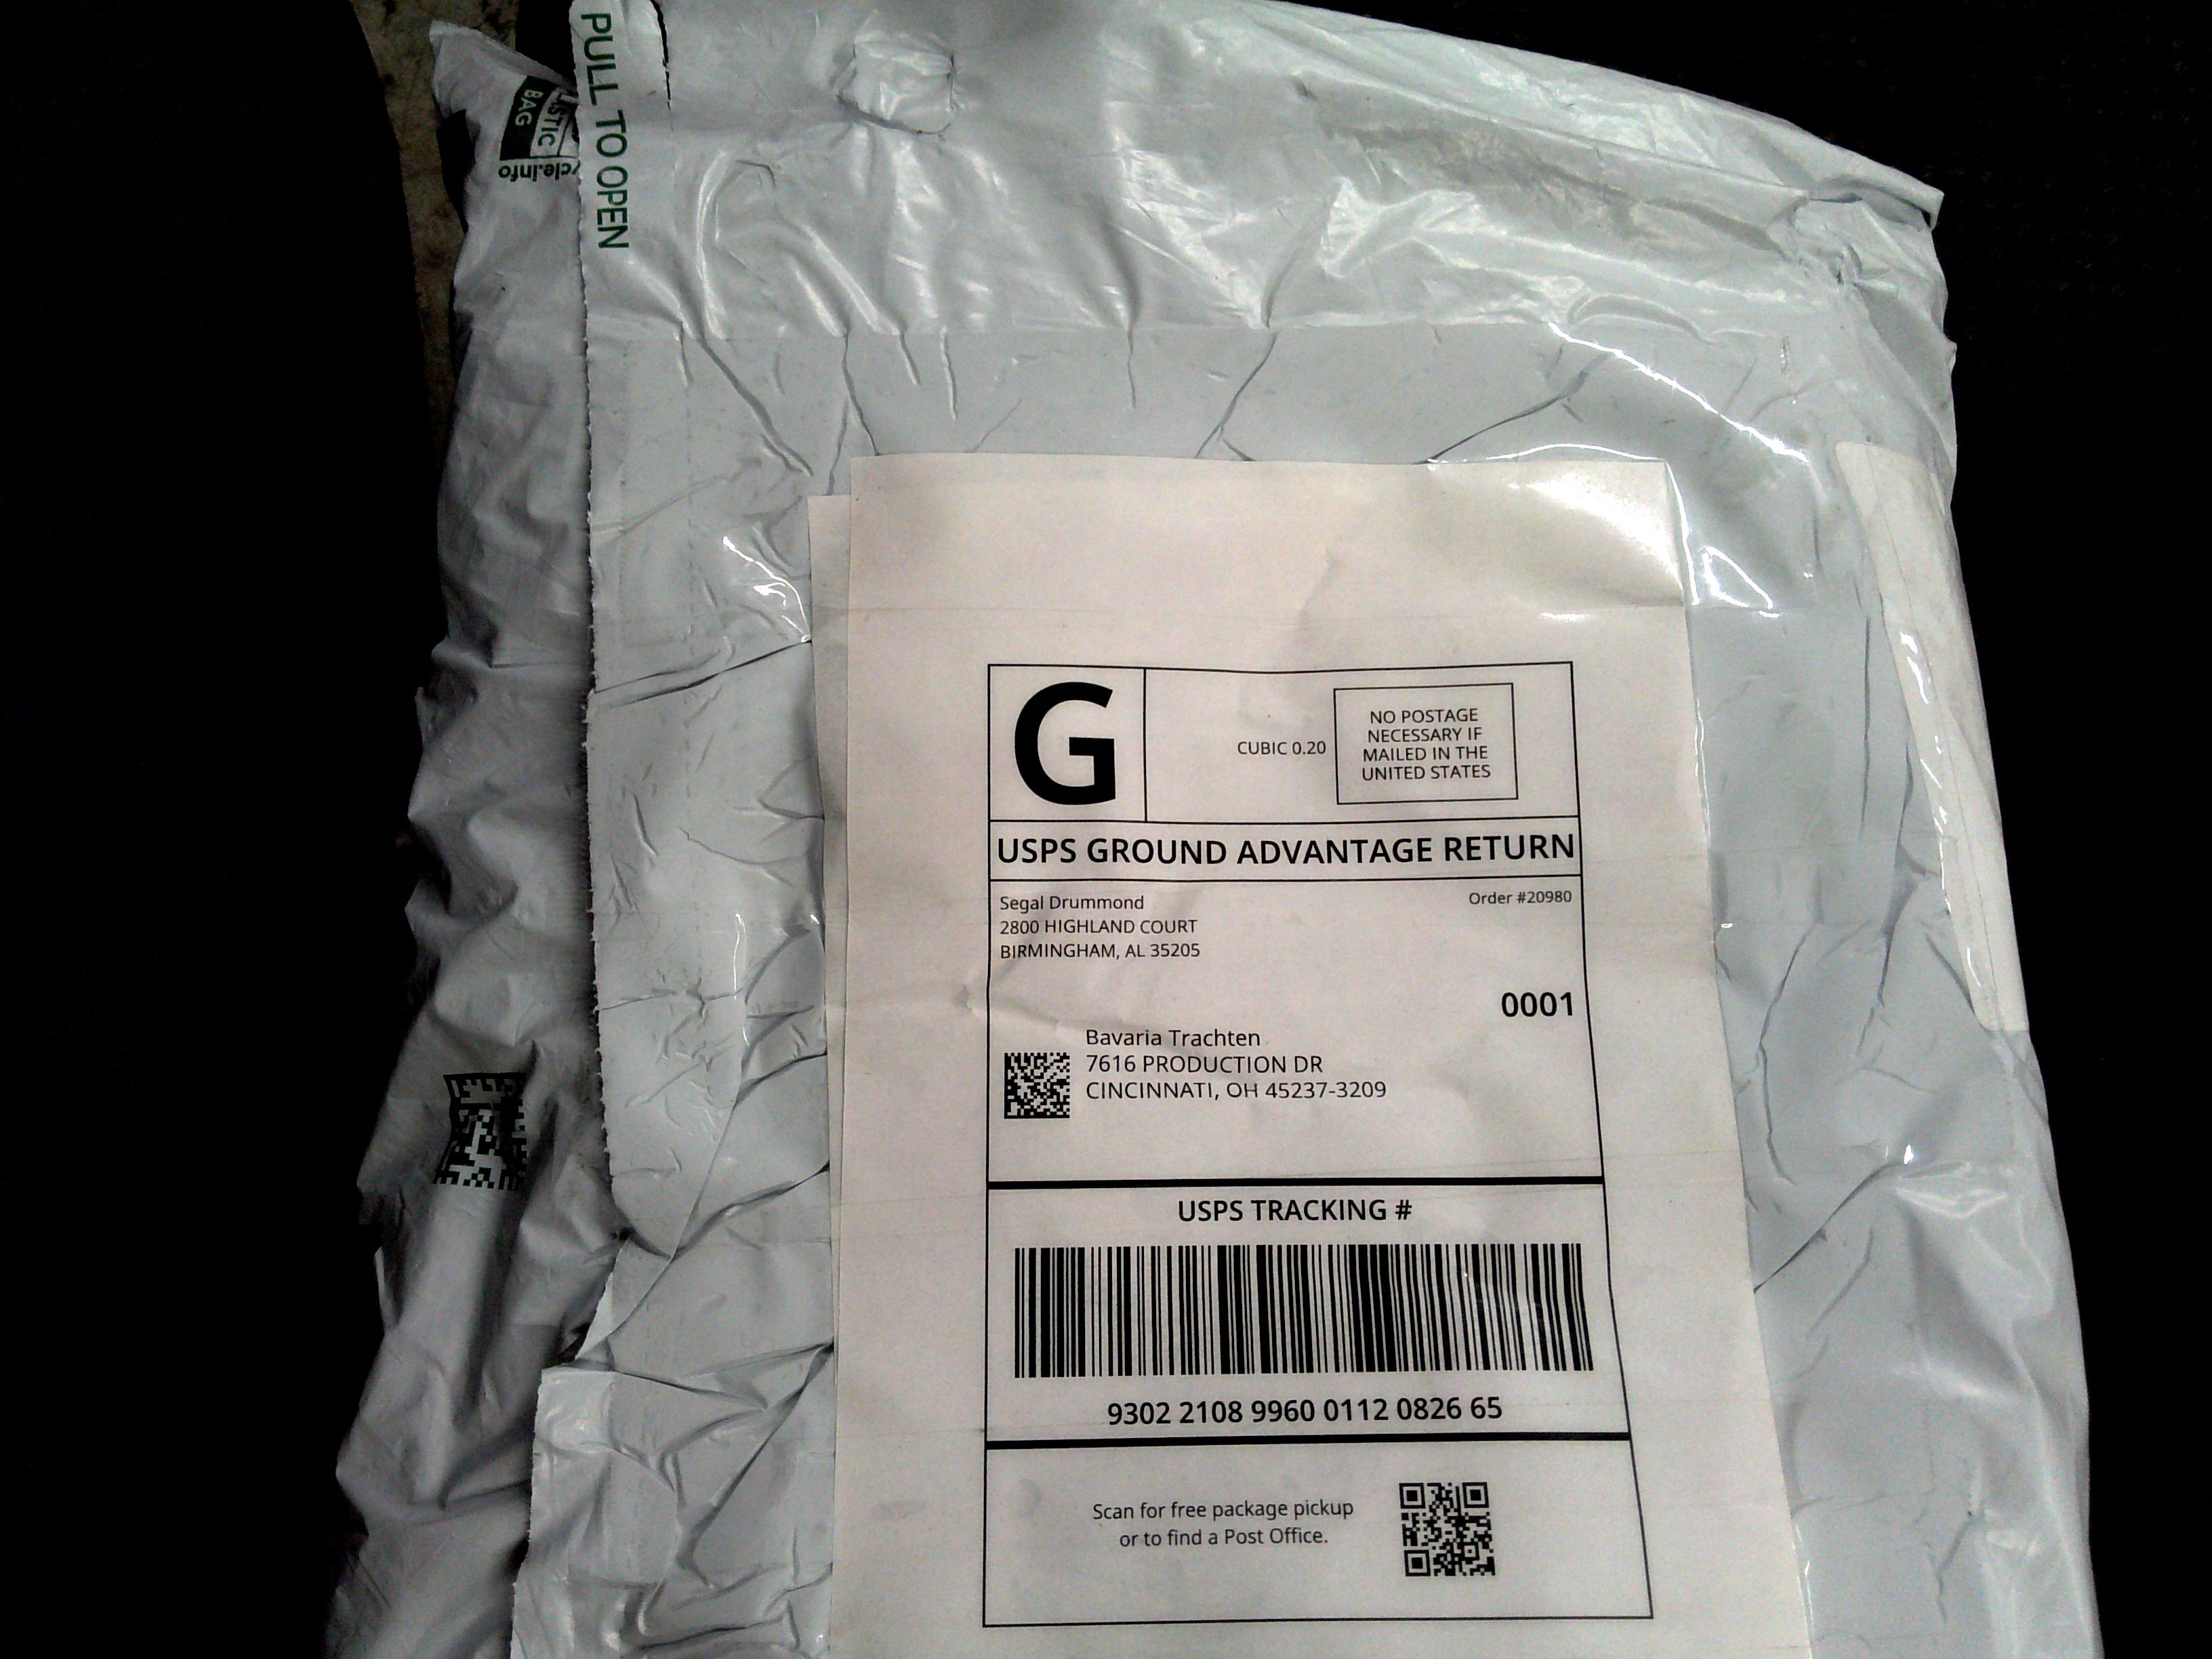 PULL TO OPEN
BAG
G
CUBIC 0.20
NO POSTAGE
NECESSARY IF
MAILED IN THE
UNITED STATES
USPS GROUND ADVANTAGE RETURN
Segal Drummond
Order #20980
2800 HIGHLAND COURT
BIRMINGHAM, AL 35205
0001
Bavaria Trachten
7616 PRODUCTION DR
CINCINNATI, OH 45237-3209
USPS TRACKING #
9302 2108 9960 0112 0826 65
Scan for free package pickup
or to find a Post Office.